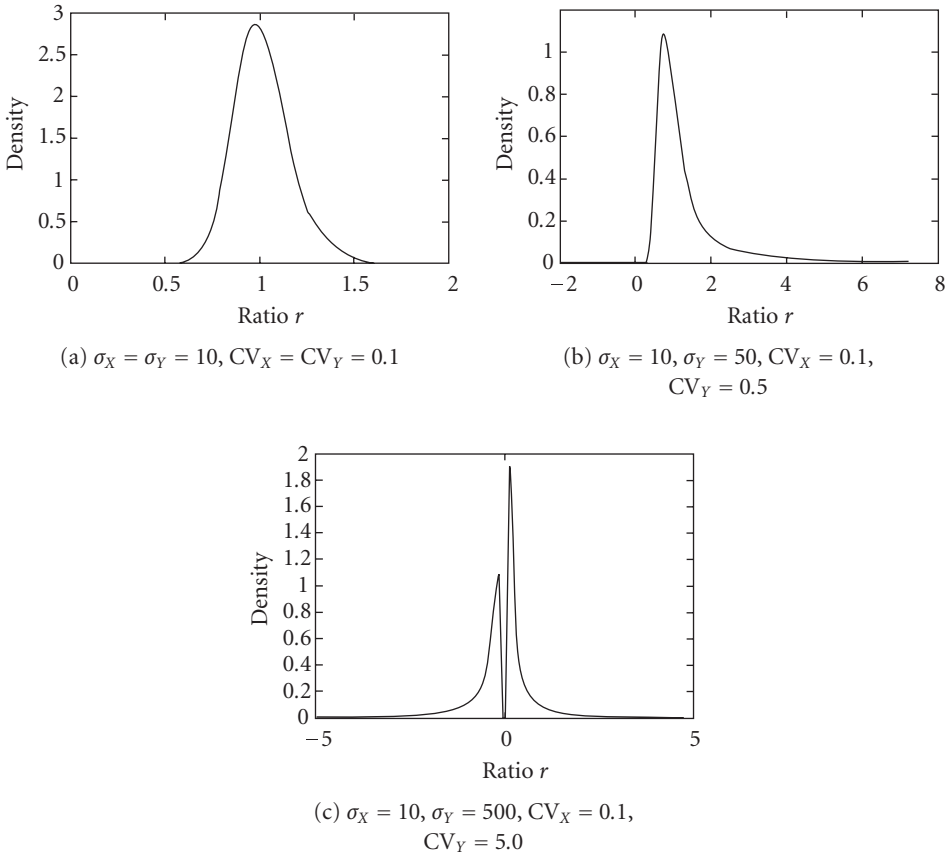 3
2.5
2
1.5
1
0.5
0
Density
0 0.5 1 1.5 2
Ratio r
(a) σX = σY = 10, CVX = CVY = 0.1
1
0.8
0.6
0.4
0.2
0
Density
−2 0 2 4 6 8
Ratio r
(b) σX = 10, σY = 50, CVX = 0.1,
CVY = 0.5
2
1.8
1.6
1.4
1.2
1
0.8
0.6
0.4
0.2
0
Density
−5 0 5
Ratio r
(c) σX = 10, σY = 500, CVX = 0.1,
CVY = 5.0